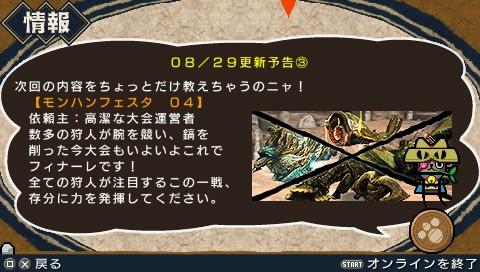 情報
08／29更新予告③
次回の内容をちょっとだけ教えちゃうのニャ！
【モンハンフェスタ　04】
依頼主：高潔な大会運営者
数多の狩人が腕を競い、鎬を
削った今大会もいよいよこれで
フィナーレです！
全ての狩人が注目するこの一戦、
存分に力を発揮してください。
戻る
START オンラインを終了